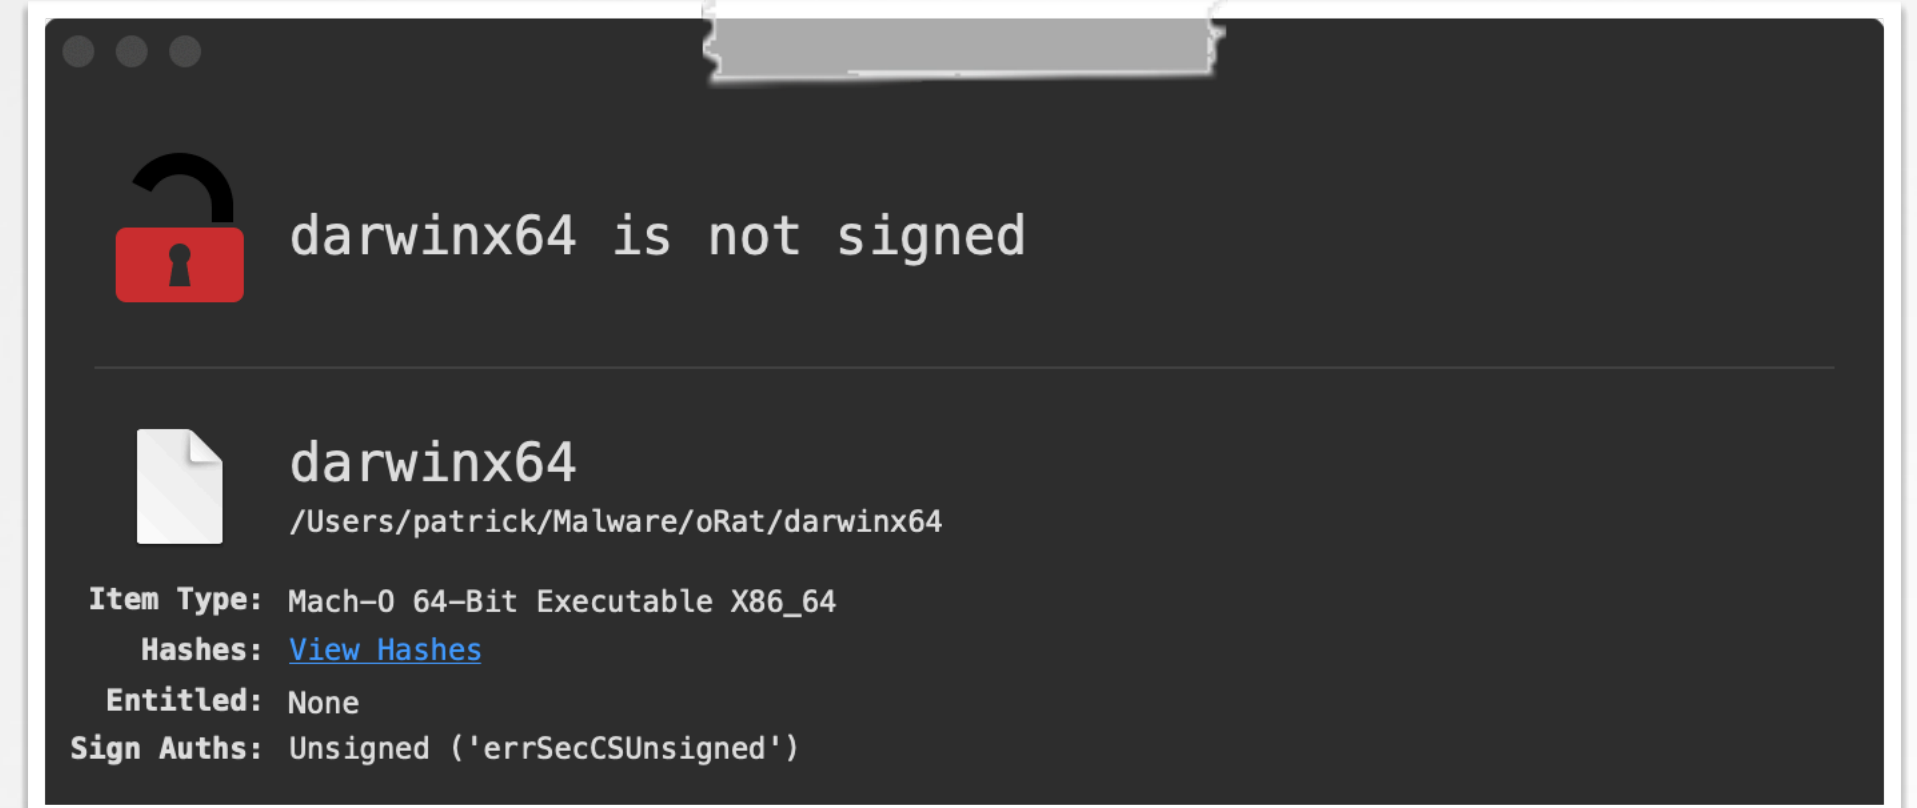 darwinx64 is not signed
darwinx64
/Users/patrick/Malware/oRat/darwinx64
Item Type: Mach-O 64-Bit Executable X86_64
Hashes: View Hashes
Entitled: None
Sign Auths: Unsigned ('errSecCSUnsigned')